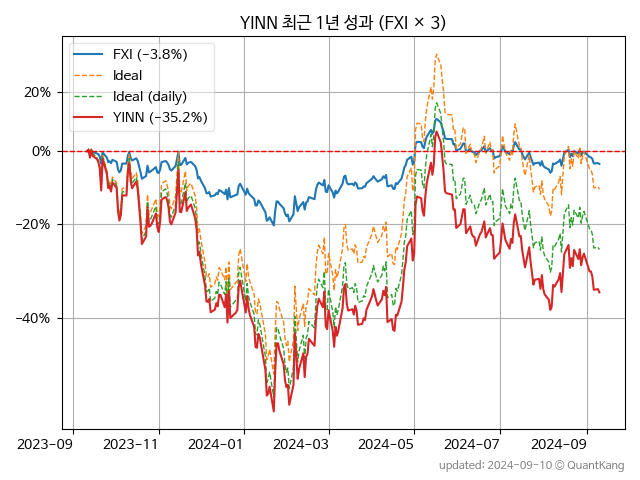 YINN 최근 1년 성과 (FXI × 3)
FXI (−3.8%)
Ideal
Ideal (daily)
YINN (−35.2%)
20%
0%
−20%
−40%
2023-09 2023-11 2024-01 2024-03 2024-05 2024-07 2024-09
updated: 2024-09-10 © QuantKang